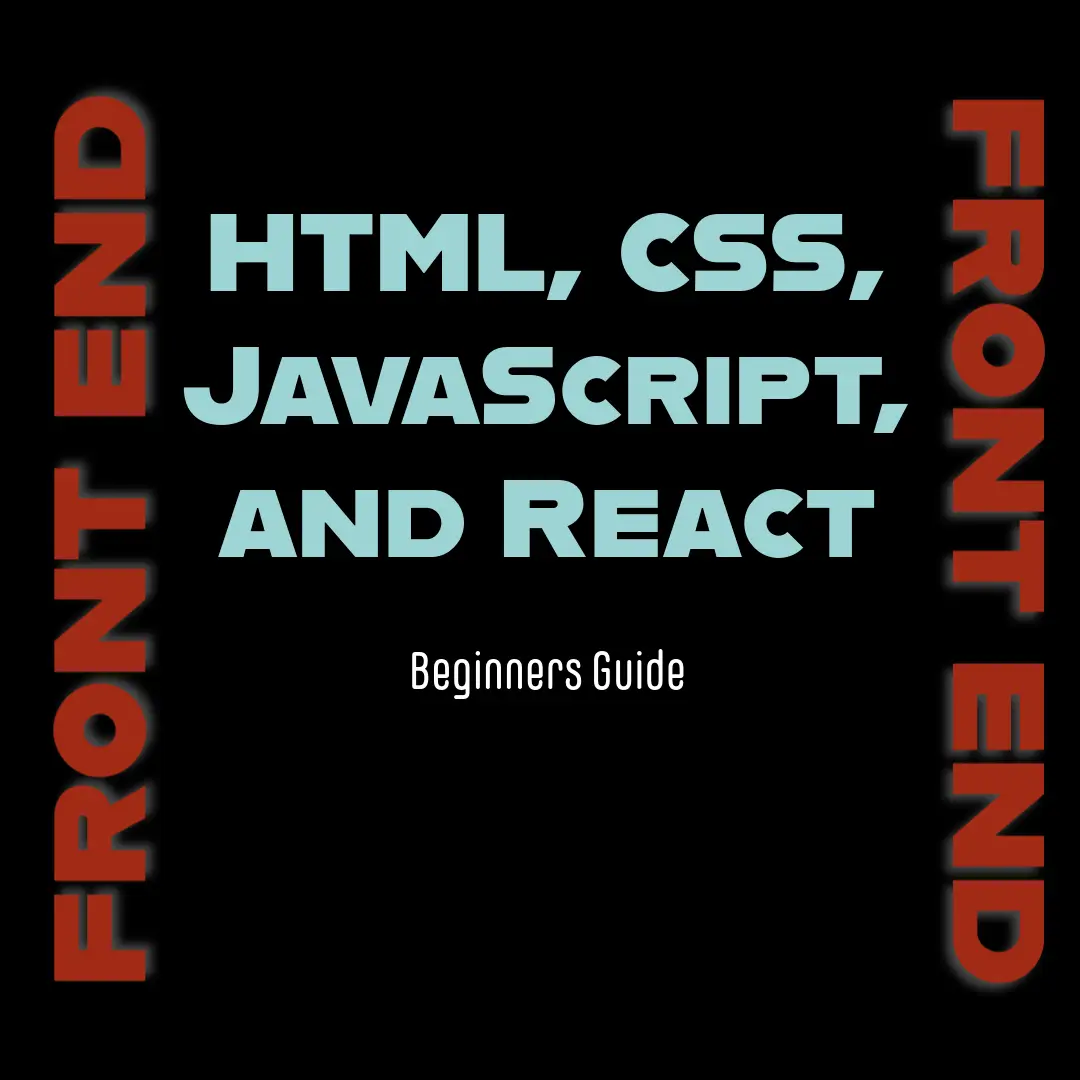 FRONT END
HTML, CSS,
JAVASCRIPT,
AND REACT
Beginners Guide
FRONT END